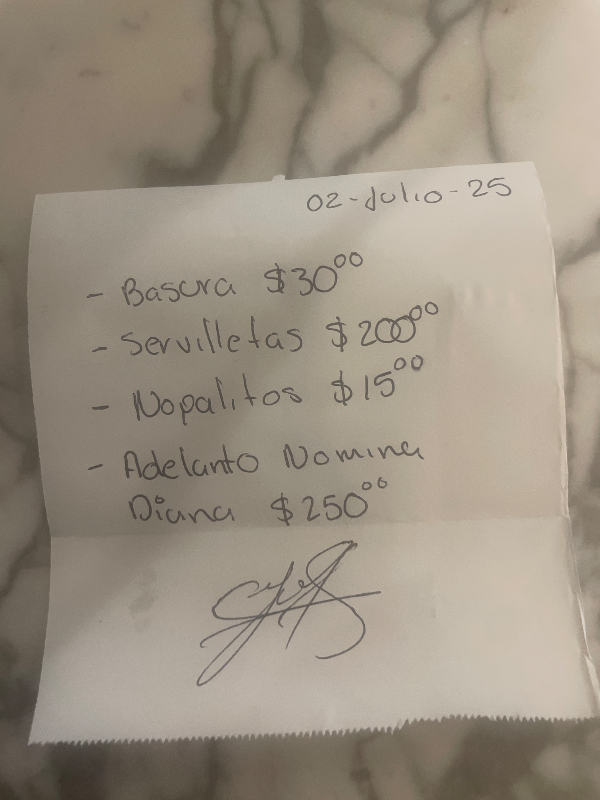 02-Julio-25
- Basura $30⁰⁰
- Servilletas $200⁰⁰
- Nopalitos $15⁰⁰
- Adelanto Nomina
Diana $250⁰⁰